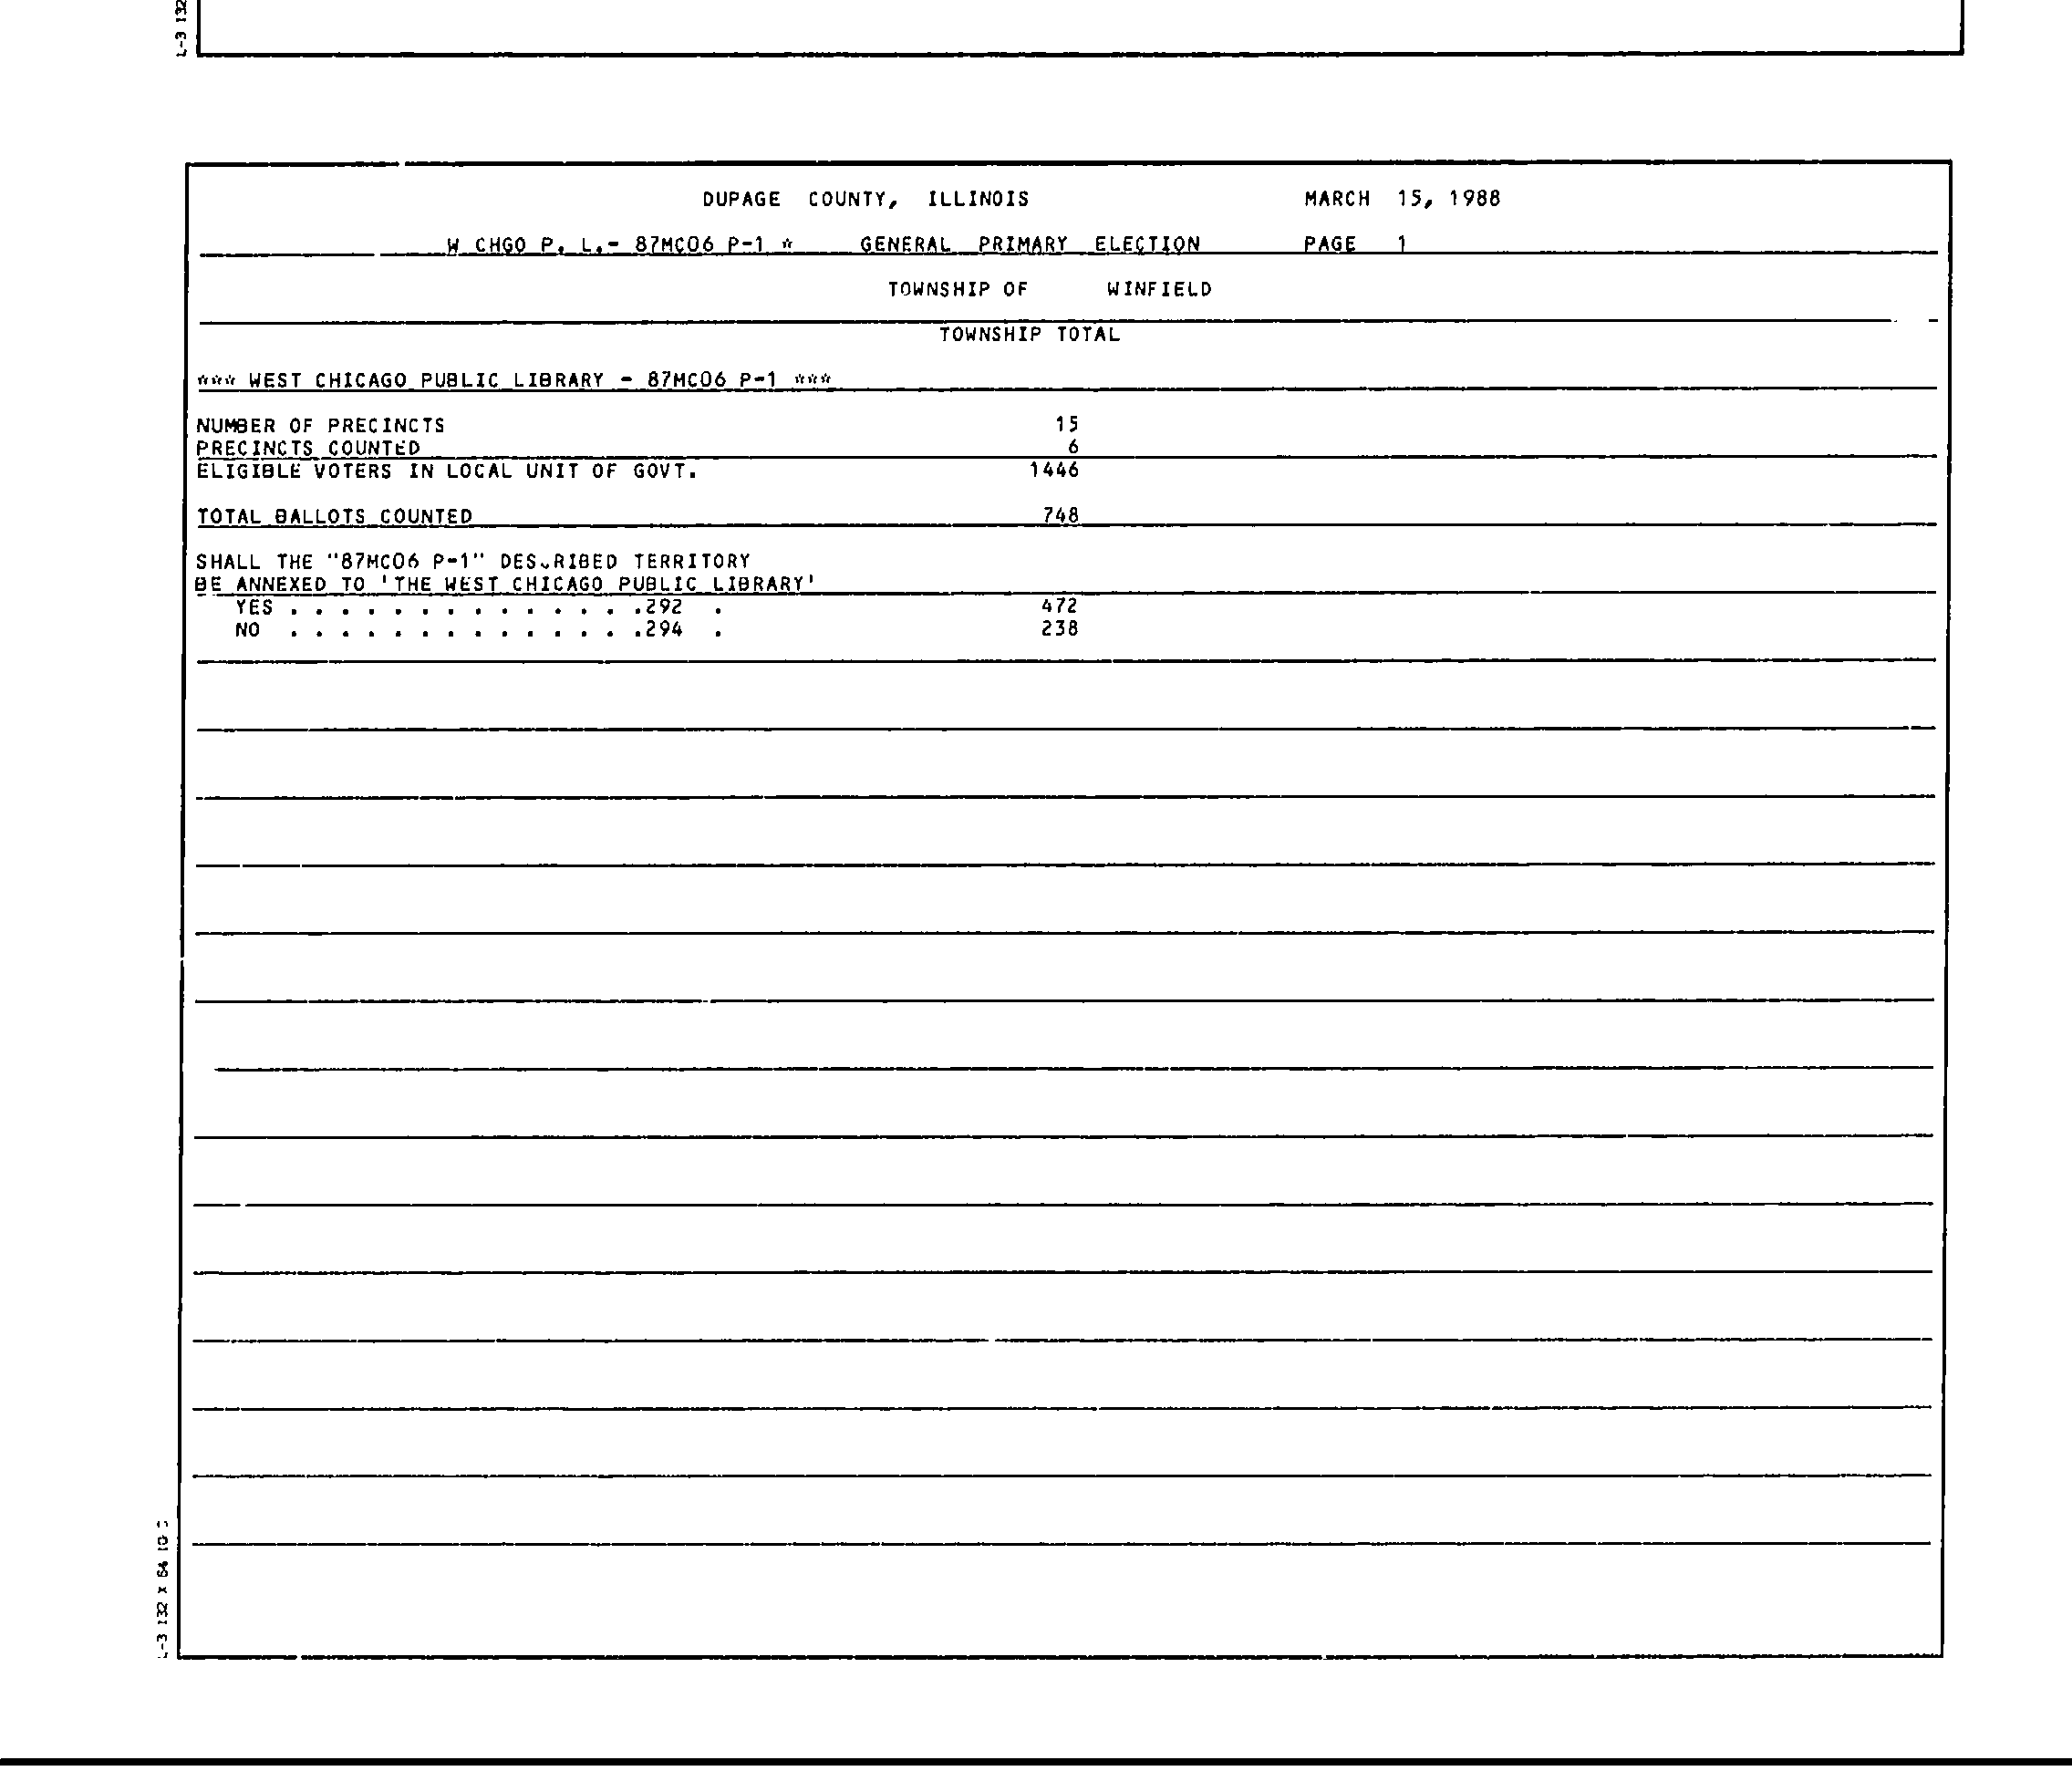 L-3 132
DUPAGE COUNTY, ILLINOIS MARCH 15, 1988
W CHGO P. L.- 87MC06 P-1 * GENERAL PRIMARY ELECTION PAGE 1
TOWNSHIP OF WINFIELD
TOWNSHIP TOTAL
*** WEST CHICAGO PUBLIC LIBRARY - 87MC06 P-1 ***
NUMBER OF PRECINCTS 15
PRECINCTS COUNTED 6
ELIGIBLE VOTERS IN LOCAL UNIT OF GOVT. 1446
TOTAL BALLOTS COUNTED 748
SHALL THE "87MC06 P-1" DES.RIBED TERRITORY
BE ANNEXED TO 'THE WEST CHICAGO PUBLIC LIBRARY'
YES . . . . . . . . . . . . . . .292 . 472
NO . . . . . . . . . . . . . . .294 . 238
L-3 132 X 64 10